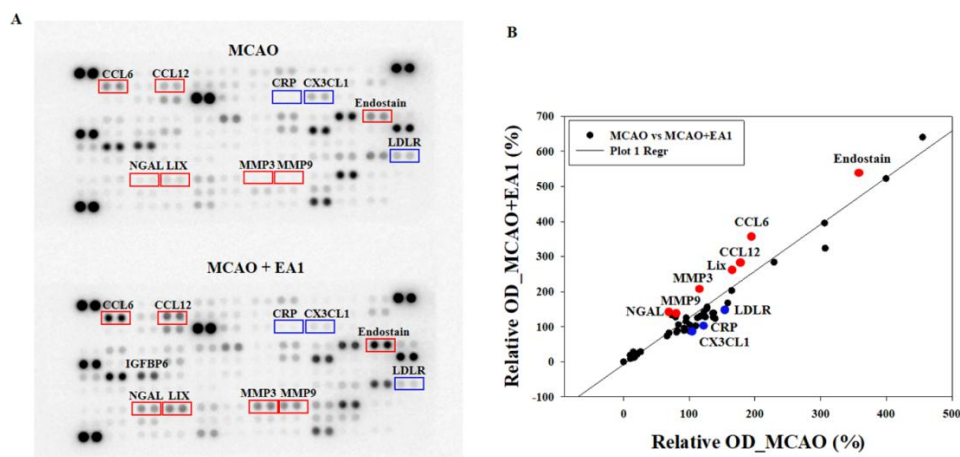 A
MCAO
CCL6
CCL12
CRP
CX3CL1
Endostain
LDLR
NGAL LIX
MMP3 MMP9
MCAO + EA1
CCL6
CCL12
CRP
CX3CL1
Endostain
IGFBP6
LDLR
NGAL LIX
MMP3 MMP9
B
Relative OD_MCAO+EA1 (%)
700
600
500
400
300
200
100
0
-100
MCAO vs MCAO+EA1
Plot 1 Regr
Endostain
CCL6
CCL12
Lix
MMP3
MMP9
NGAL
LDLR
CRP
CX3CL1
0 100 200 300 400 500
Relative OD_MCAO (%)